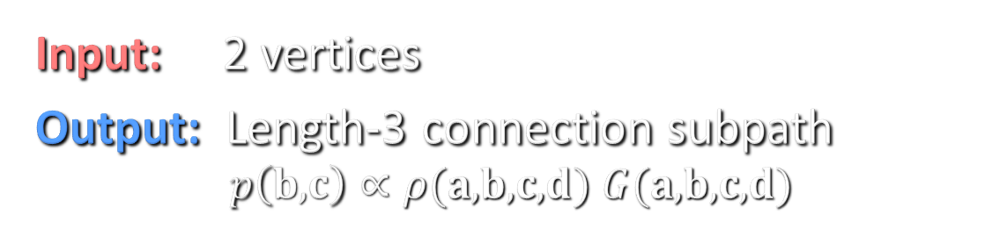 Input: 2 vertices
Output: Length-3 connection subpath
p(b,c) ∝ ρ(a,b,c,d) G(a,b,c,d)